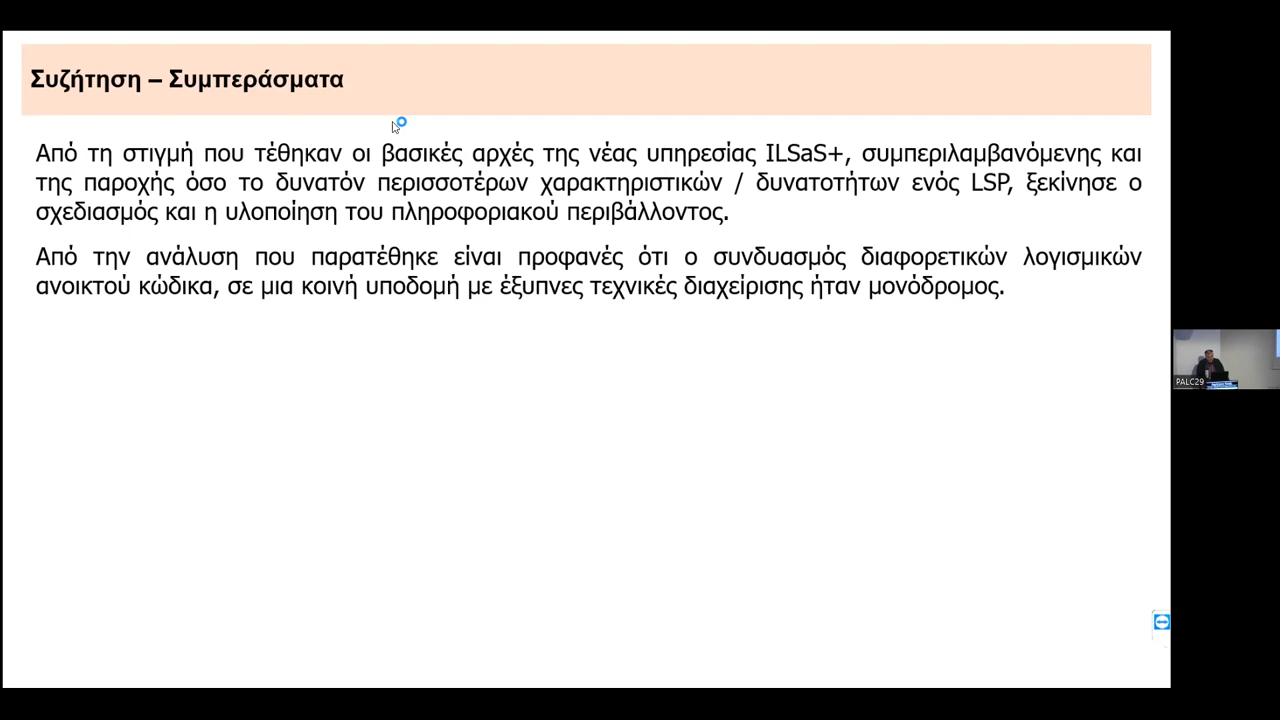 Συζήτηση – Συμπεράσματα
Από τη στιγμή που τέθηκαν οι βασικές αρχές της νέας υπηρεσίας ILSaS+, συμπεριλαμβανόμενης και
της παροχής όσο το δυνατόν περισσοτέρων χαρακτηριστικών / δυνατοτήτων ενός LSP, ξεκίνησε ο
σχεδιασμός και η υλοποίηση του πληροφοριακού περιβάλλοντος.
Από την ανάλυση που παρατέθηκε είναι προφανές ότι ο συνδυασμός διαφορετικών λογισμικών
ανοικτού κώδικα, σε μια κοινή υποδομή με έξυπνες τεχνικές διαχείρισης ήταν μονόδρομος.
PALC29